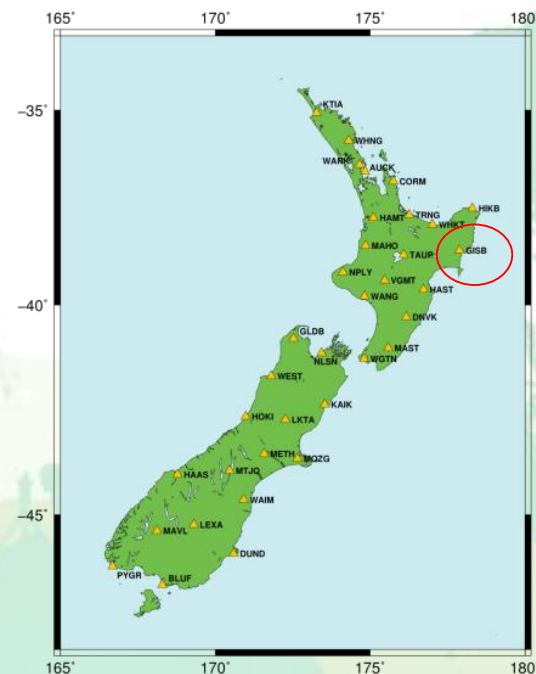 165° 170° 175° 180°
−35°
KTIA
WHNG
WARK
AUCK
CORM
HIKB
TRNG
WHKT
HAMT
GISB
MAHO
TAUP
NPLY
VGMT
HAST
WANG
−40°
DNVK
GLDB
MAST
NLSN
WGTN
WEST
KAIK
HOKI
LKTA
METH
MQZG
MTJO
HAAS
−45°
WAIM
LEXA
MAVL
DUND
PYGR
BLUF
165° 170° 175° 180